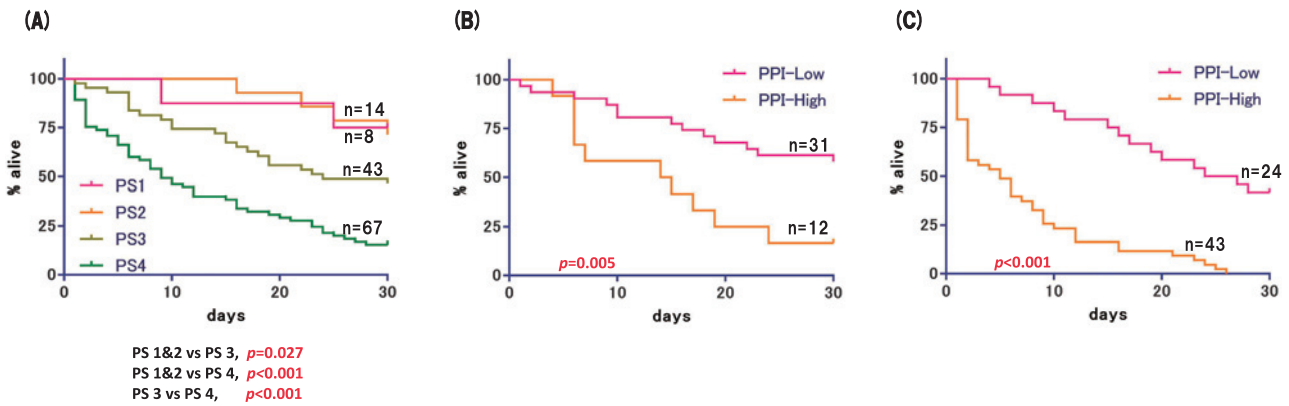 (A)
100
75
50
25
0
% alive
n=14
n=8
n=43
n=67
PS1
PS2
PS3
PS4
0
10
20
30
days
PS 1&2 vs PS 3, p=0.027
PS 1&2 vs PS 4, p<0.001
PS 3 vs PS 4, p<0.001
(B)
PPI-Low
PPI-High
100
75
50
25
0
% alive
n=31
n=12
p=0.005
0
10
20
30
days
(C)
PPI-Low
PPI-High
100
75
50
25
0
% alive
n=24
n=43
p<0.001
0
10
20
30
days